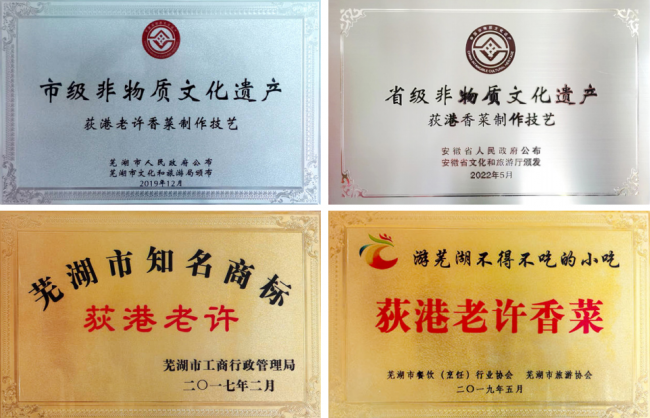 市级非物质文化遗产
荻港老许香菜制作技艺
芜湖市人民政府公布
芜湖市文化和旅游局颁布
2019年12月
省级非物质文化遗产
荻港香菜制作技艺
安徽省人民政府公布
安徽省文化和旅游厅颁发
2022年5月
芜湖市知名商标
荻港老许
芜湖市工商行政管理局
二〇一七年二月
游芜湖不得不吃的小吃
荻港老许香菜
芜湖市餐饮（烹饪）行业协会 芜湖市旅游协会
二〇一九年五月